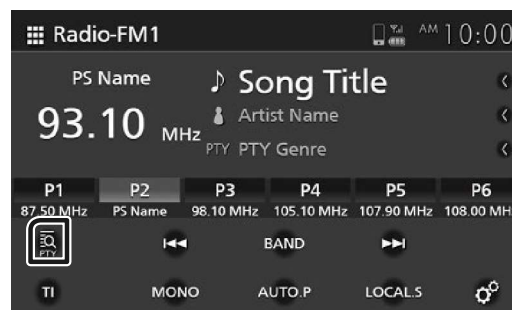 Radio-FM1 AM 10:00
PS Name Song Title
93.10 MHz Artist Name
PTY PTY Genre
P1 P2 P3 P4 P5 P6
87.50 MHz PS Name 98.10 MHz 105.10 MHz 107.90 MHz 108.00 MH
PTY BAND
TI MONO AUTO.P LOCAL.S